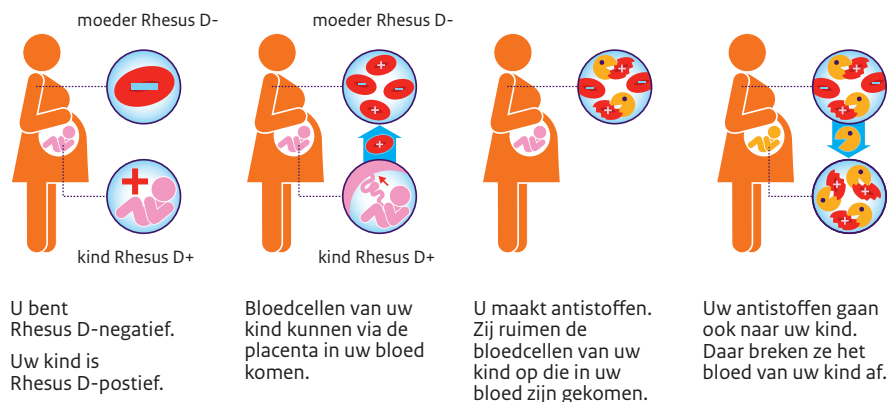 moeder Rhesus D-
kind Rhesus D+
U bent
Rhesus D-negatief.
Uw kind is
Rhesus D-postief.
moeder Rhesus D-
kind Rhesus D+
Bloedcellen van uw
kind kunnen via de
placenta in uw bloed
komen.
U maakt antistoffen.
Zij ruimen de
bloedcellen van uw
kind op die in uw
bloed zijn gekomen.
Uw antistoffen gaan
ook naar uw kind.
Daar breken ze het
bloed van uw kind af.